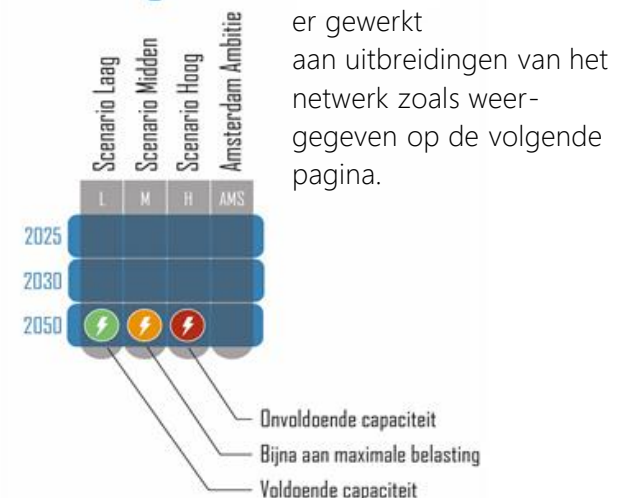 er gewerkt
aan uitbreidingen van het
netwerk zoals weer-
gegeven op de volgende
pagina.
Scenario Laag
Scenario Midden
Scenario Hoog
Amsterdam Ambitie
L M H AMS
2025
2030
2050
Onvoldoende capaciteit
Bijna aan maximale belasting
Voldoende capaciteit